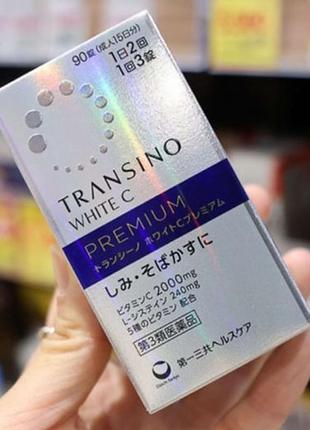 90錠(成人15日分)
1日2回
1回3錠
TRANSINO
WHITE C
PREMIUM
トランシーノ ホワイトCプレミアム
しみ・そばかすに
ビタミンC 2000mg
L-システイン 240mg
5種のビタミン 配合
第3類医薬品
第一三共ヘルスケア